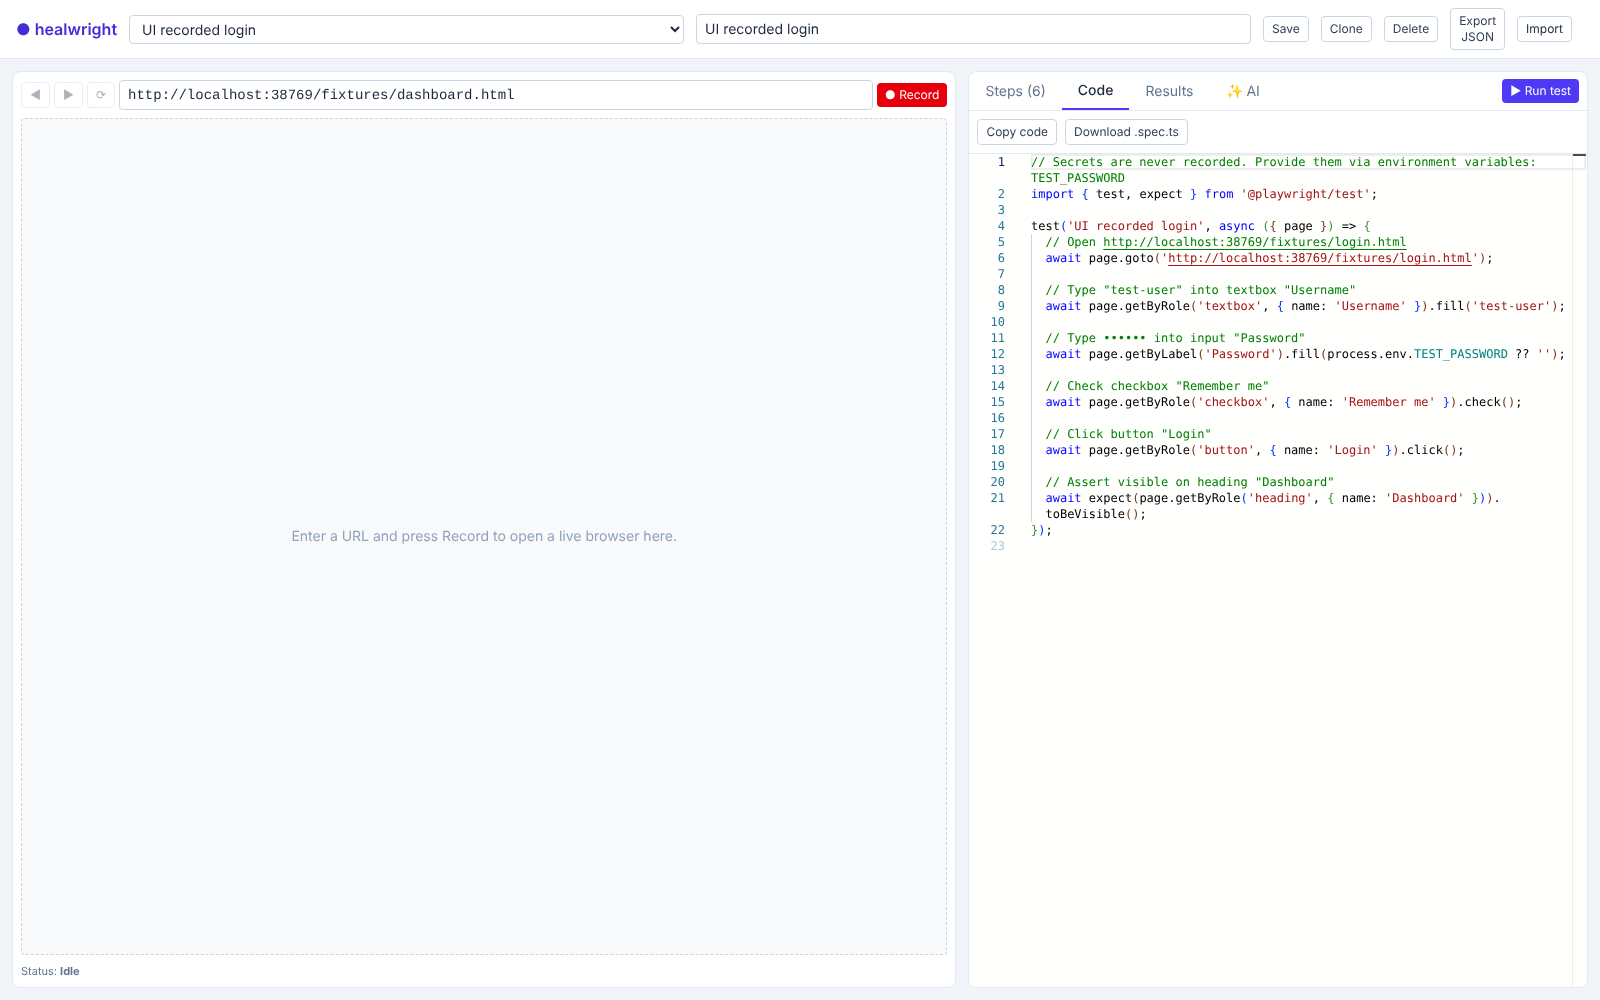 healwright
UI recorded login
UI recorded login
Save
Clone
Delete
Export
JSON
Import
http://localhost:38769/fixtures/dashboard.html
Record
Enter a URL and press Record to open a live browser here.
Status: Idle
Steps (6)
Code
Results
✨ AI
▶ Run test
Copy code
Download .spec.ts
1 // Secrets are never recorded. Provide them via environment variables:
TEST_PASSWORD
2 import { test, expect } from '@playwright/test';
3
4 test('UI recorded login', async ({ page }) => {
5 // Open http://localhost:38769/fixtures/login.html
6 await page.goto('http://localhost:38769/fixtures/login.html');
7
8 // Type "test-user" into textbox "Username"
9 await page.getByRole('textbox', { name: 'Username' }).fill('test-user');
10
11 // Type •••••• into input "Password"
12 await page.getByLabel('Password').fill(process.env.TEST_PASSWORD ?? '');
13
14 // Check checkbox "Remember me"
15 await page.getByRole('checkbox', { name: 'Remember me' }).check();
16
17 // Click button "Login"
18 await page.getByRole('button', { name: 'Login' }).click();
19
20 // Assert visible on heading "Dashboard"
21 await expect(page.getByRole('heading', { name: 'Dashboard' })).
toBeVisible();
22 });
23